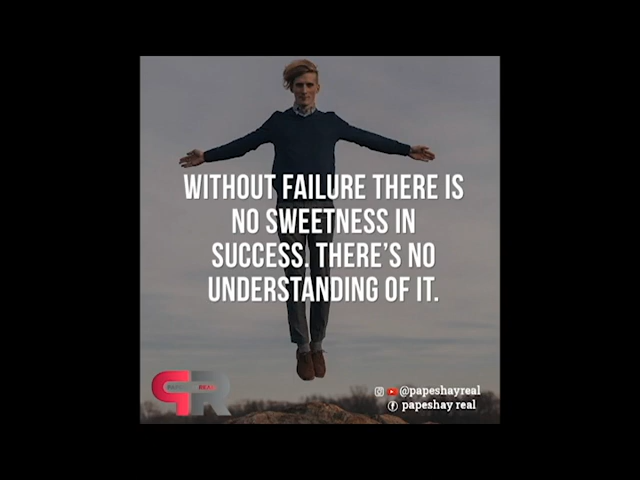 WITHOUT FAILURE THERE IS
NO SWEETNESS IN
SUCCESS. THERE'S NO
UNDERSTANDING OF IT.
@papeshayreal
papeshay real